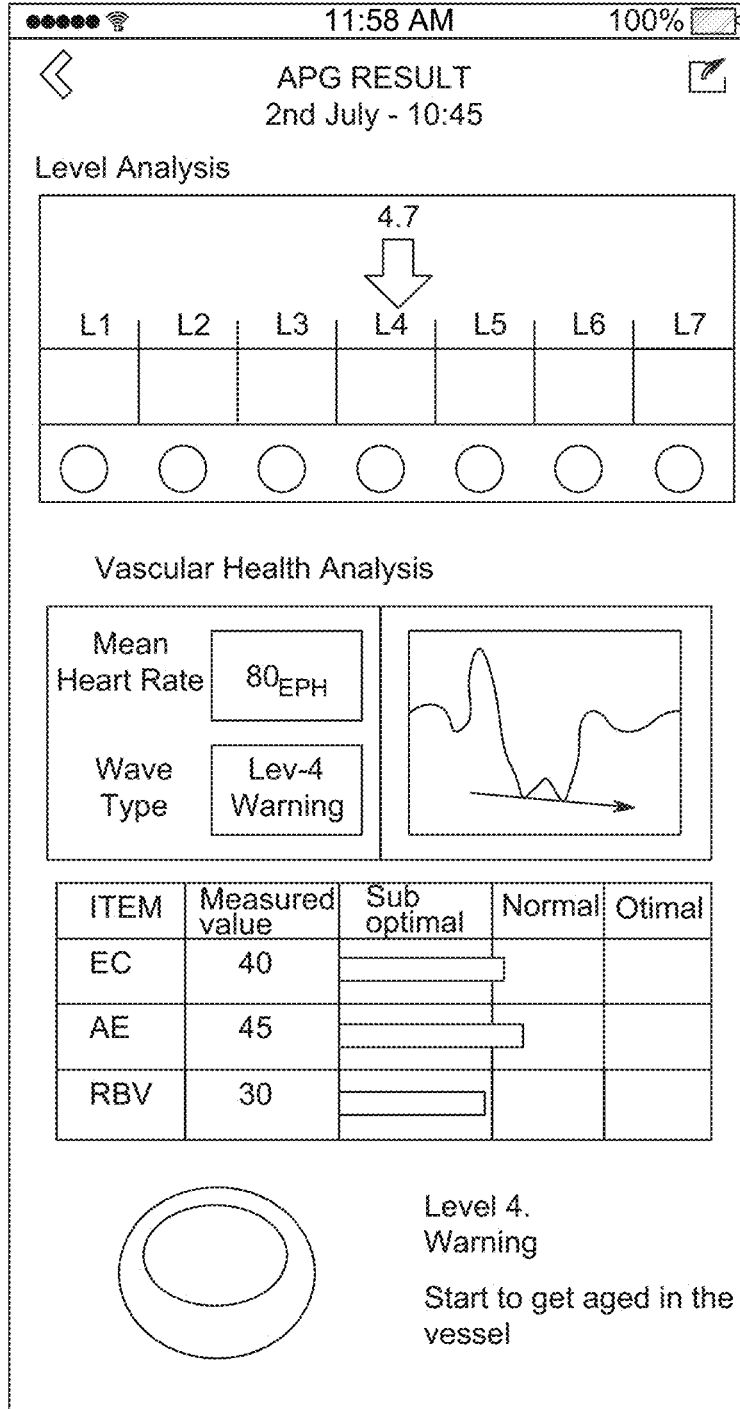 11:58 AM 100%
APG RESULT
2nd July - 10:45
Level Analysis
4.7
L1 L2 L3 L4 L5 L6 L7
Vascular Health Analysis
Mean
Heart Rate
80EPH
Wave
Type
Lev-4
Warning
ITEM Measured value Sub optimal Normal Otimal
EC 40
AE 45
RBV 30
Level 4.
Warning
Start to get aged in the
vessel